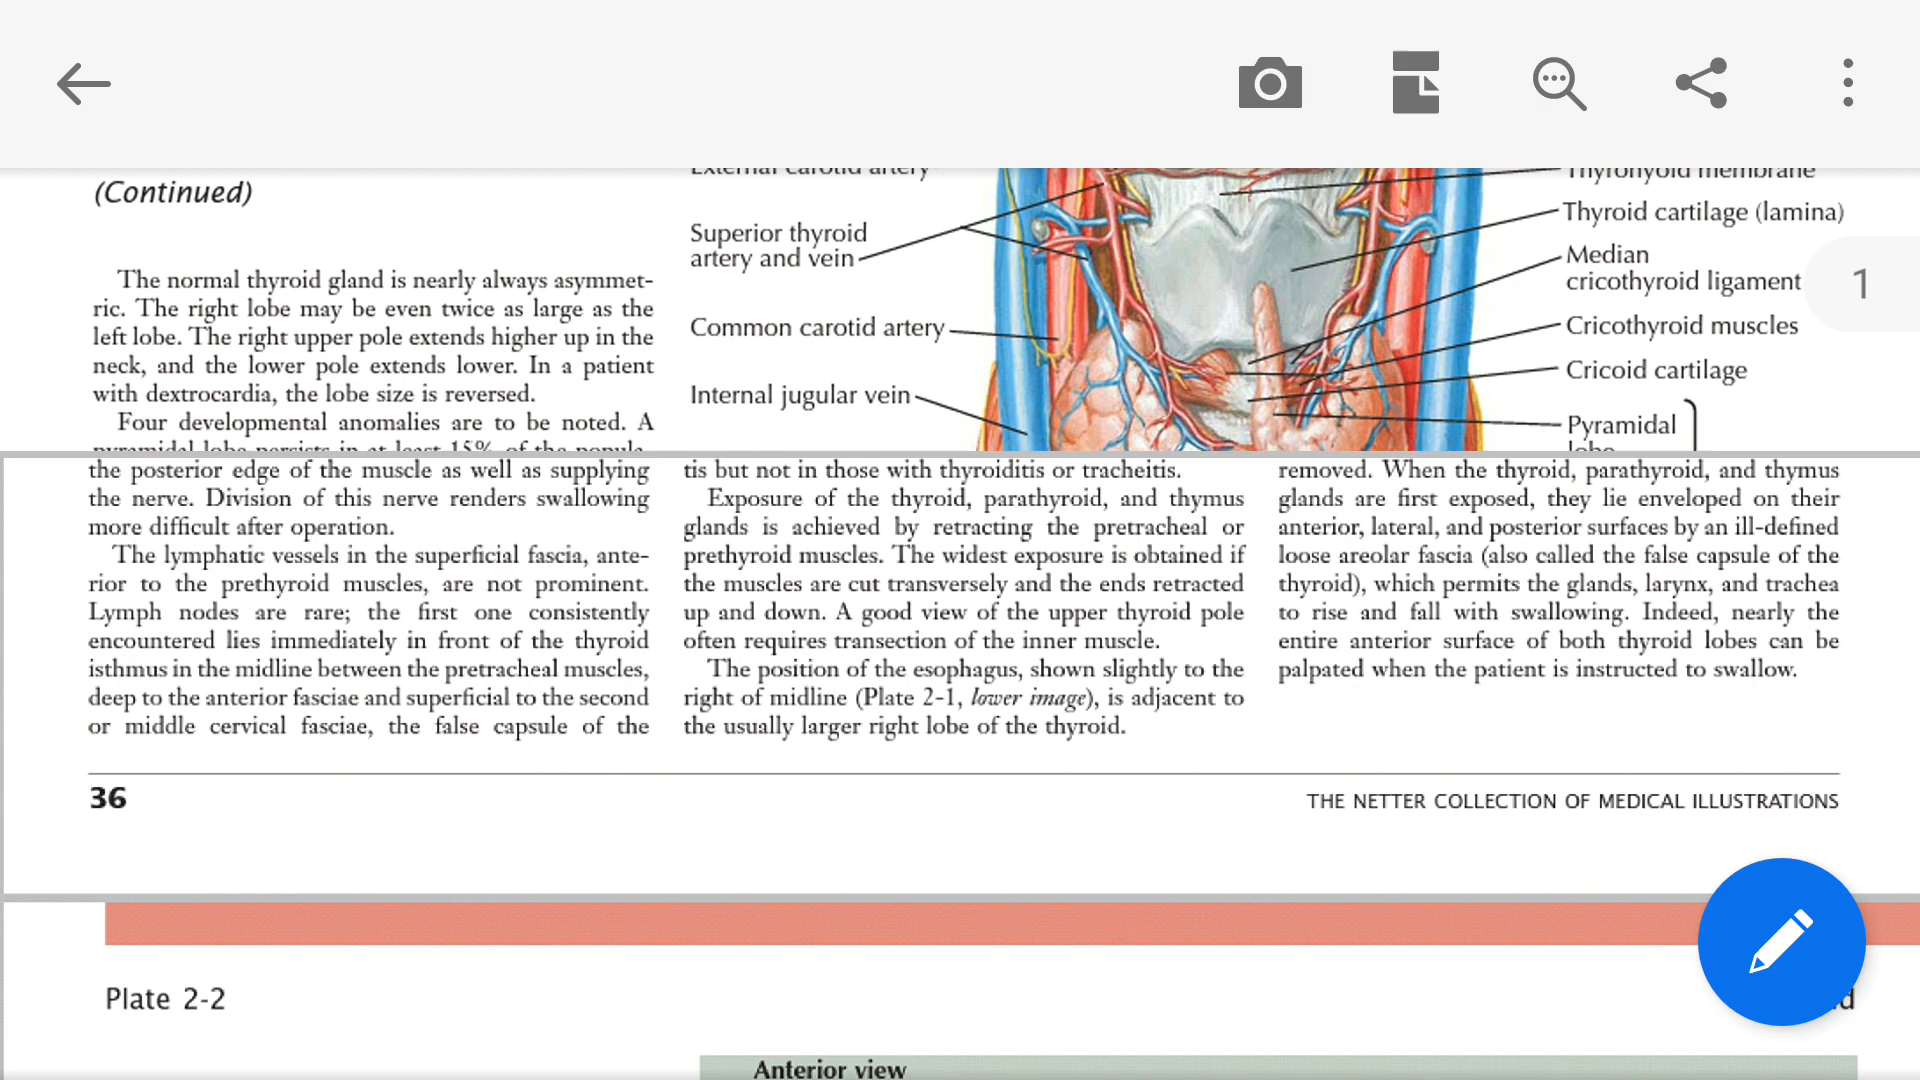 (Continued)
The normal thyroid gland is nearly always asymmet-
ric. The right lobe may be even twice as large as the
left lobe. The right upper pole extends higher up in the
neck, and the lower pole extends lower. In a patient
with dextrocardia, the lobe size is reversed.
Four developmental anomalies are to be noted. A
pyramidal lobe persists in at least 15% of the popula-
External carotid artery
Superior thyroid
artery and vein
Common carotid artery
Internal jugular vein
Thyrohyoid membrane
Thyroid cartilage (lamina)
Median
cricothyroid ligament
Cricothyroid muscles
Cricoid cartilage
Pyramidal
lobe
1
the posterior edge of the muscle as well as supplying
the nerve. Division of this nerve renders swallowing
more difficult after operation.
The lymphatic vessels in the superficial fascia, ante-
rior to the prethyroid muscles, are not prominent.
Lymph nodes are rare; the first one consistently
encountered lies immediately in front of the thyroid
isthmus in the midline between the pretracheal muscles,
deep to the anterior fasciae and superficial to the second
or middle cervical fasciae, the false capsule of the
tis but not in those with thyroiditis or tracheitis.
Exposure of the thyroid, parathyroid, and thymus
glands is achieved by retracting the pretracheal or
prethyroid muscles. The widest exposure is obtained if
the muscles are cut transversely and the ends retracted
up and down. A good view of the upper thyroid pole
often requires transection of the inner muscle.
The position of the esophagus, shown slightly to the
right of midline (Plate 2-1, lower image), is adjacent to
the usually larger right lobe of the thyroid.
removed. When the thyroid, parathyroid, and thymus
glands are first exposed, they lie enveloped on their
anterior, lateral, and posterior surfaces by an ill-defined
loose areolar fascia (also called the false capsule of the
thyroid), which permits the glands, larynx, and trachea
to rise and fall with swallowing. Indeed, nearly the
entire anterior surface of both thyroid lobes can be
palpated when the patient is instructed to swallow.
36
THE NETTER COLLECTION OF MEDICAL ILLUSTRATIONS
Plate 2-2
Anterior view